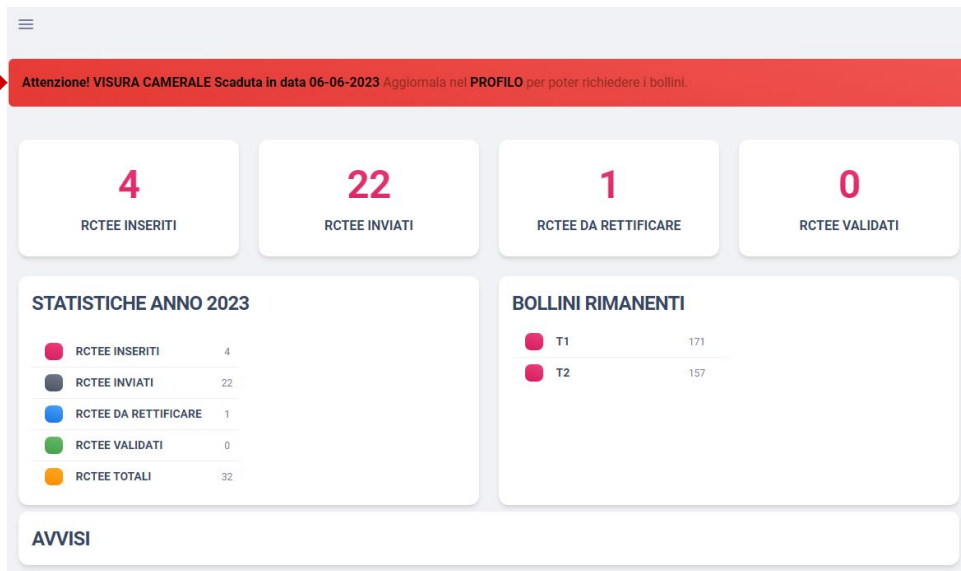 Attenzione! VISURA CAMERALE Scaduta in data 06-06-2023 Aggiornala nel PROFILO per poter richiedere i bollini.
4
RCTEE INSERITI
22
RCTEE INVIATI
1
RCTEE DA RETTIFICARE
0
RCTEE VALIDATI
STATISTICHE ANNO 2023
RCTEE INSERITI 4
RCTEE INVIATI 22
RCTEE DA RETTIFICARE 1
RCTEE VALIDATI 0
RCTEE TOTALI 32
BOLLINI RIMANENTI
T1 171
T2 157
AVVISI